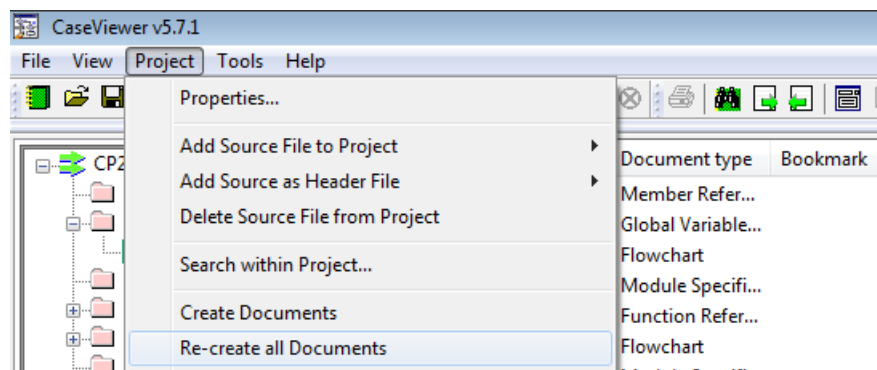 CaseViewer v5.7.1
File View Project Tools Help
Properties...
Add Source File to Project
Add Source as Header File
Delete Source File from Project
Search within Project...
Create Documents
Re-create all Documents
CP2
Document type Bookmark
Member Refer...
Global Variable...
Flowchart
Module Specifi...
Function Refer...
Flowchart